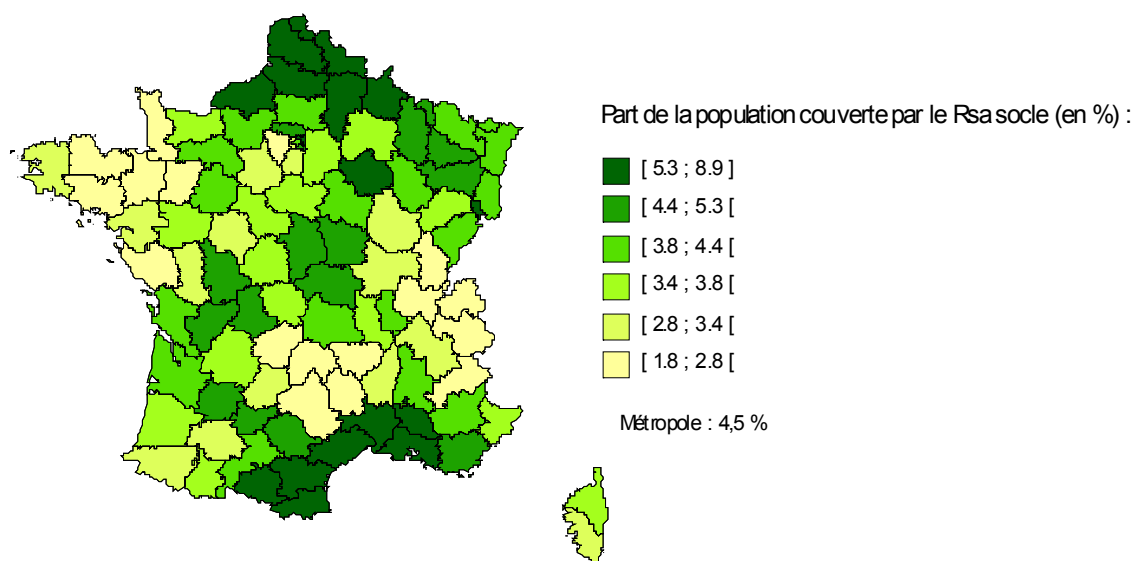 Part de la population couverte par le Rsa socle (en %) :
[ 5.3 ; 8.9 ]
[ 4.4 ; 5.3 [
[ 3.8 ; 4.4 [
[ 3.4 ; 3.8 [
[ 2.8 ; 3.4 [
[ 1.8 ; 2.8 [
Métropole : 4,5 %